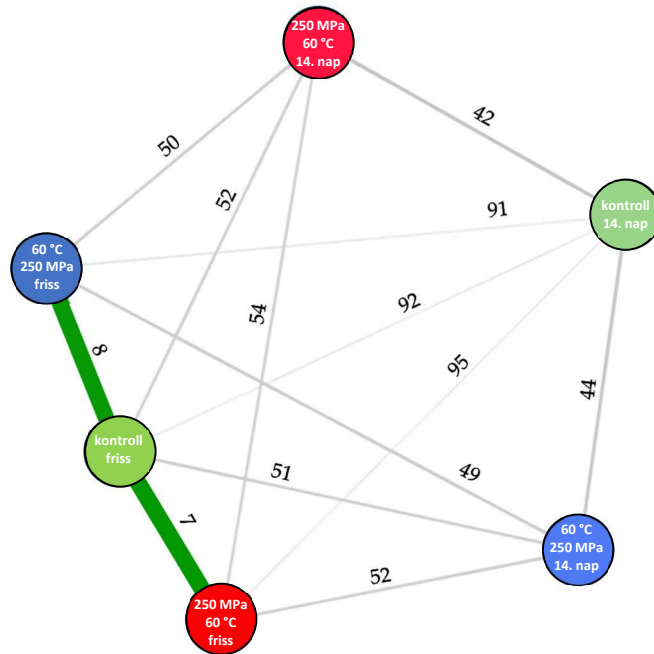 250 MPa
60 °C
14. nap
42
50
52
kontroll
14. nap
91
60 °C
250 MPa
friss
92
54
95
8
44
kontroll
friss
51
49
7
60 °C
250 MPa
14. nap
52
250 MPa
60 °C
friss